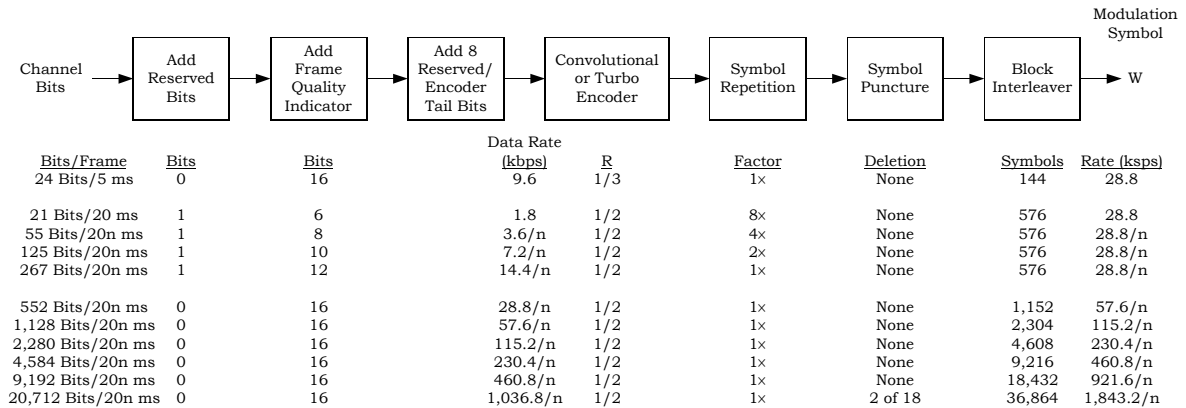 Modulation
Symbol
Channel
Bits
Add
Reserved
Bits
Add
Frame
Quality
Indicator
Add 8
Reserved/
Encoder
Tail Bits
Convolutional
or Turbo
Encoder
Symbol
Repetition
Symbol
Puncture
Block
Interleaver
W
Data Rate
Bits/Frame Bits Bits (kbps) R Factor Deletion Symbols Rate (ksps)
24 Bits/5 ms 0 16 9.6 1/3 1× None 144 28.8
21 Bits/20 ms 1 6 1.8 1/2 8× None 576 28.8
55 Bits/20n ms 1 8 3.6/n 1/2 4× None 576 28.8/n
125 Bits/20n ms 1 10 7.2/n 1/2 2× None 576 28.8/n
267 Bits/20n ms 1 12 14.4/n 1/2 1× None 576 28.8/n
552 Bits/20n ms 0 16 28.8/n 1/2 1× None 1,152 57.6/n
1,128 Bits/20n ms 0 16 57.6/n 1/2 1× None 2,304 115.2/n
2,280 Bits/20n ms 0 16 115.2/n 1/2 1× None 4,608 230.4/n
4,584 Bits/20n ms 0 16 230.4/n 1/2 1× None 9,216 460.8/n
9,192 Bits/20n ms 0 16 460.8/n 1/2 1× None 18,432 921.6/n
20,712 Bits/20n ms 0 16 1,036.8/n 1/2 1× 2 of 18 36,864 1,843.2/n